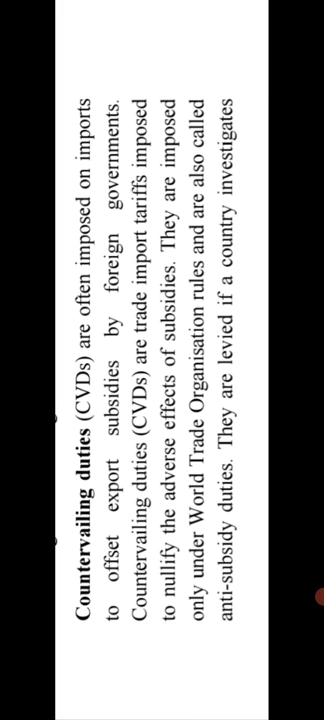 Countervailing duties (CVDs) are often imposed on imports
to offset export subsidies by foreign governments.
Countervailing duties (CVDs) are trade import tariffs imposed
to nullify the adverse effects of subsidies. They are imposed
only under World Trade Organisation rules and are also called
anti-subsidy duties. They are levied if a country investigates